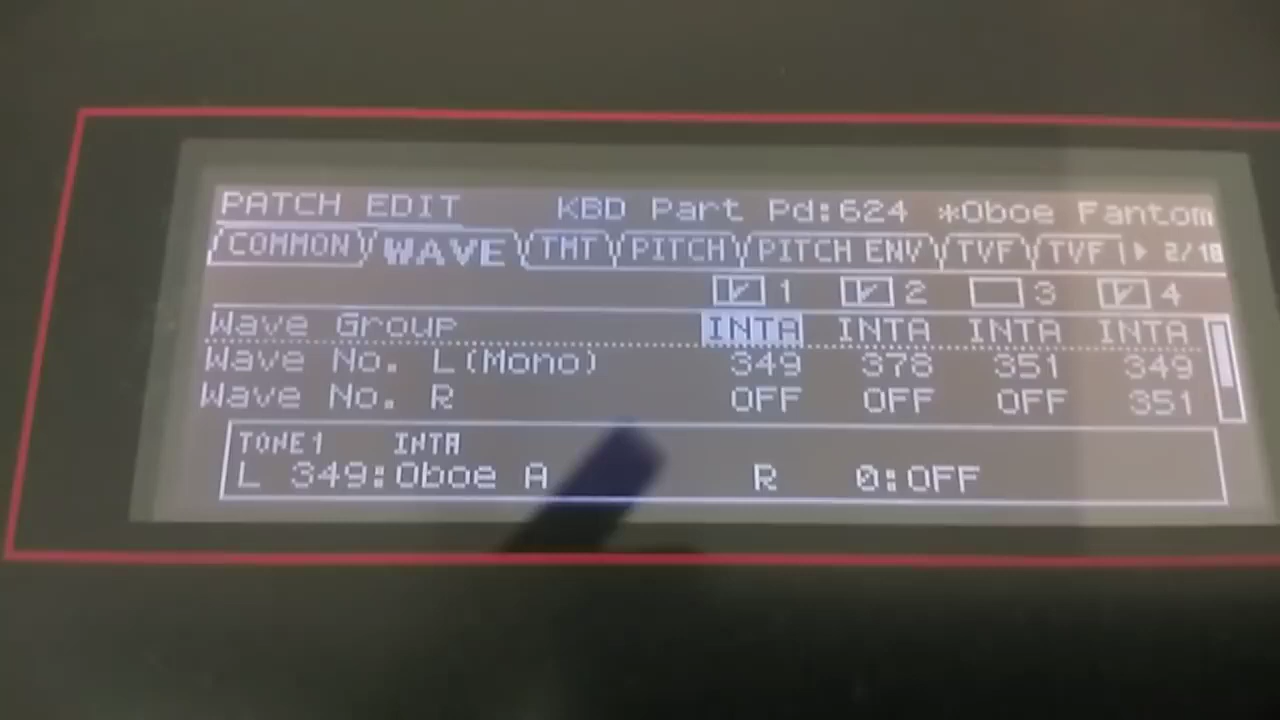 PATCH EDIT KBD Part Pd:624 *Oboe Fantom
COMMON WAVE TMT PITCH PITCH ENV TVF TVF 2/18
1 2 3 4
Wave Group INTA INTA INTA INTA
Wave No. L(Mono) 349 378 351 349
Wave No. R OFF OFF OFF 351
TONE1 INTA
L 349:Oboe A R 0:OFF